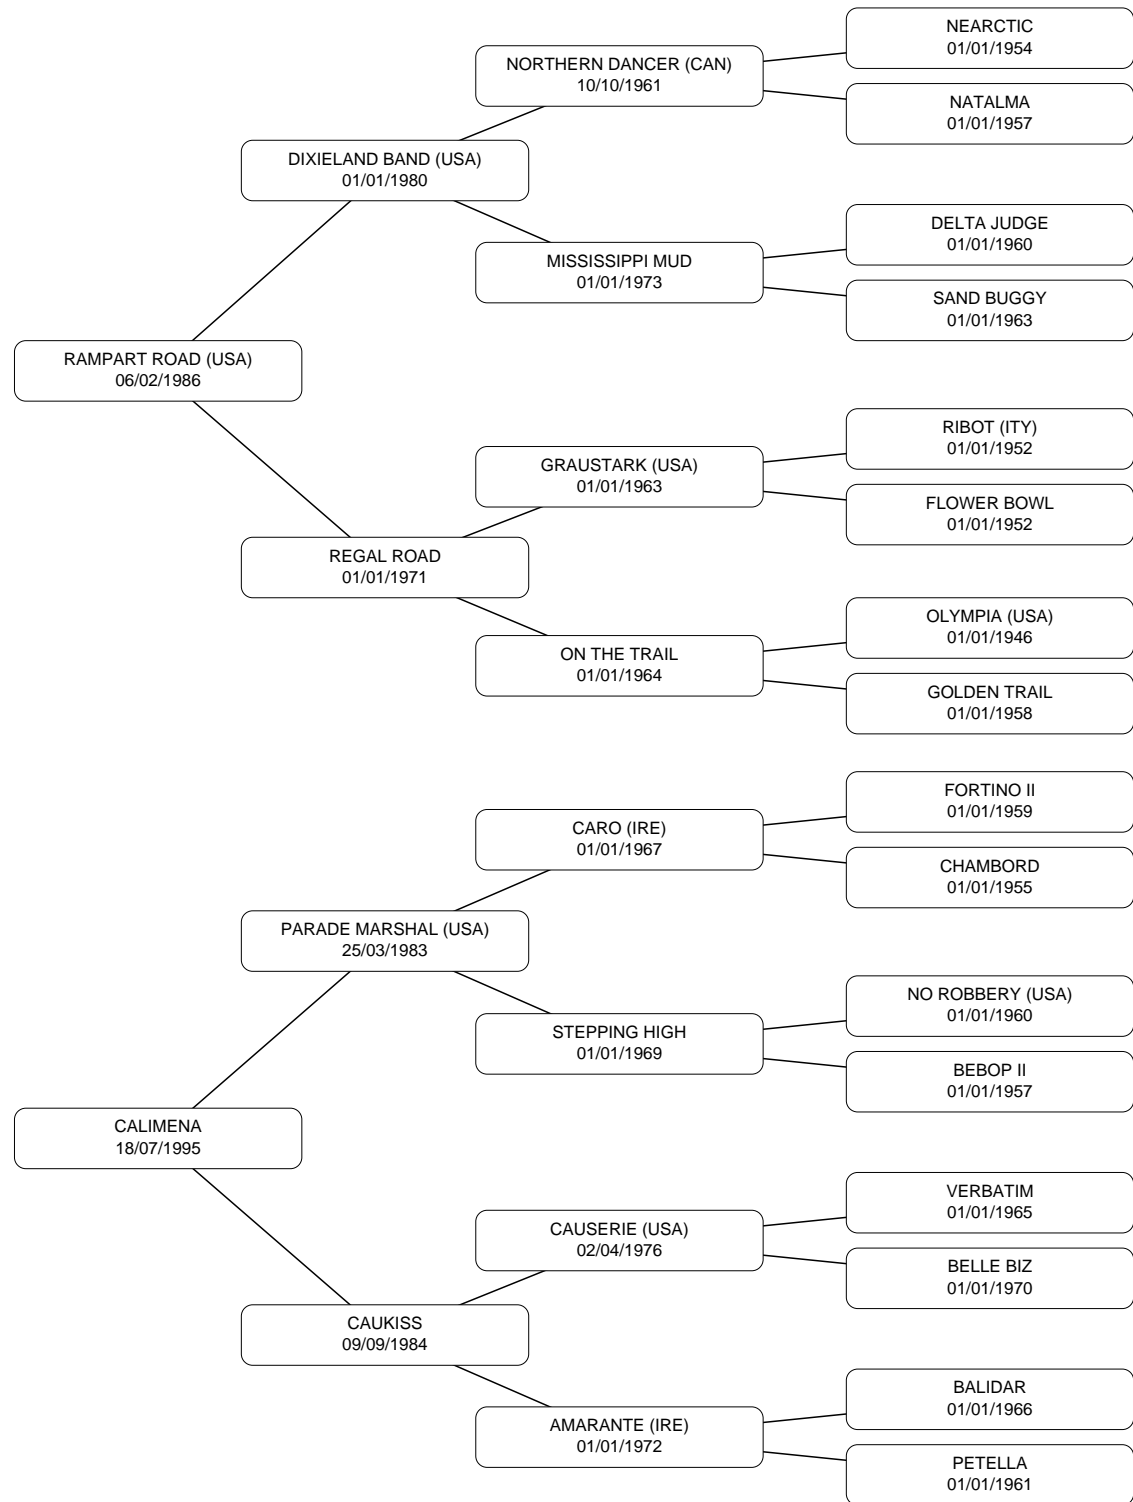 NEARCTIC
01/01/1954
NORTHERN DANCER (CAN)
10/10/1961
NATALMA
01/01/1957
DIXIELAND BAND (USA)
01/01/1980
DELTA JUDGE
01/01/1960
MISSISSIPPI MUD
01/01/1973
SAND BUGGY
01/01/1963
RAMPART ROAD (USA)
06/02/1986
RIBOT (ITY)
01/01/1952
GRAUSTARK (USA)
01/01/1963
FLOWER BOWL
01/01/1952
REGAL ROAD
01/01/1971
OLYMPIA (USA)
01/01/1946
ON THE TRAIL
01/01/1964
GOLDEN TRAIL
01/01/1958
FORTINO II
01/01/1959
CARO (IRE)
01/01/1967
CHAMBORD
01/01/1955
PARADE MARSHAL (USA)
25/03/1983
NO ROBBERY (USA)
01/01/1960
STEPPING HIGH
01/01/1969
BEBOP II
01/01/1957
CALIMENA
18/07/1995
VERBATIM
01/01/1965
CAUSERIE (USA)
02/04/1976
BELLE BIZ
01/01/1970
CAUKISS
09/09/1984
BALIDAR
01/01/1966
AMARANTE (IRE)
01/01/1972
PETELLA
01/01/1961